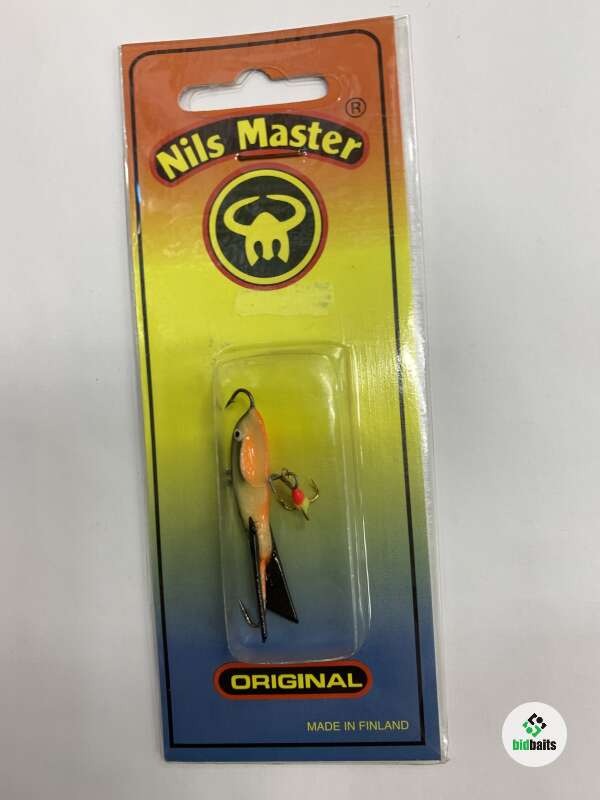 Nils Master
®
ORIGINAL
MADE IN FINLAND
bidbaits